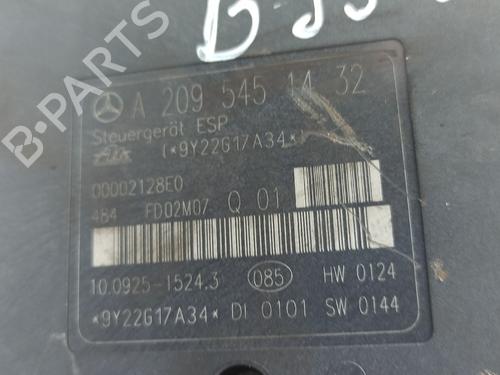 B-PARTS
A 209 545 14 32
Steuergerät ESP
(*9Y22G17A34*)
00002128E0
484 FD02M07 Q 01
10.0925-1524.3 085 HW 0124
*9Y22G17A34* DI 0101 SW 0144